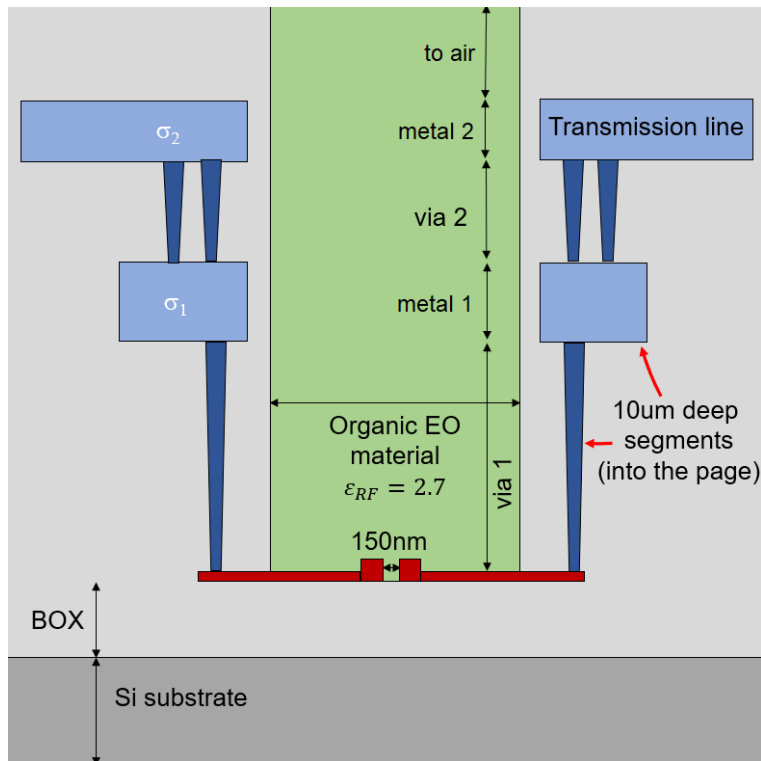 to air
σ₂
metal 2
Transmission line
via 2
σ₁
metal 1
10um deep
segments
(into the page)
Organic EO
material
εRF = 2.7
via 1
150nm
BOX
Si substrate